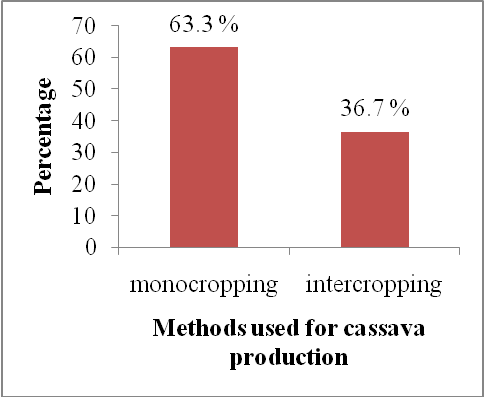 Percentage
70
60
50
40
30
20
10
0
63.3 %
36.7 %
monocropping
intercropping
Methods used for cassava
production